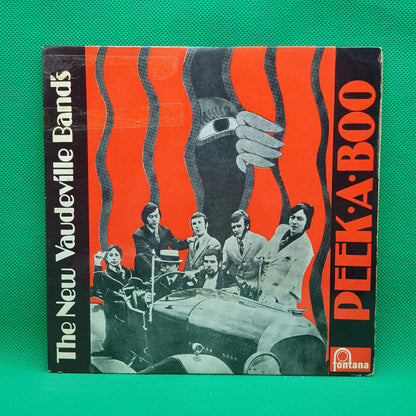 The New Vaudeville Band's
PEEK·A·BOO
fontana